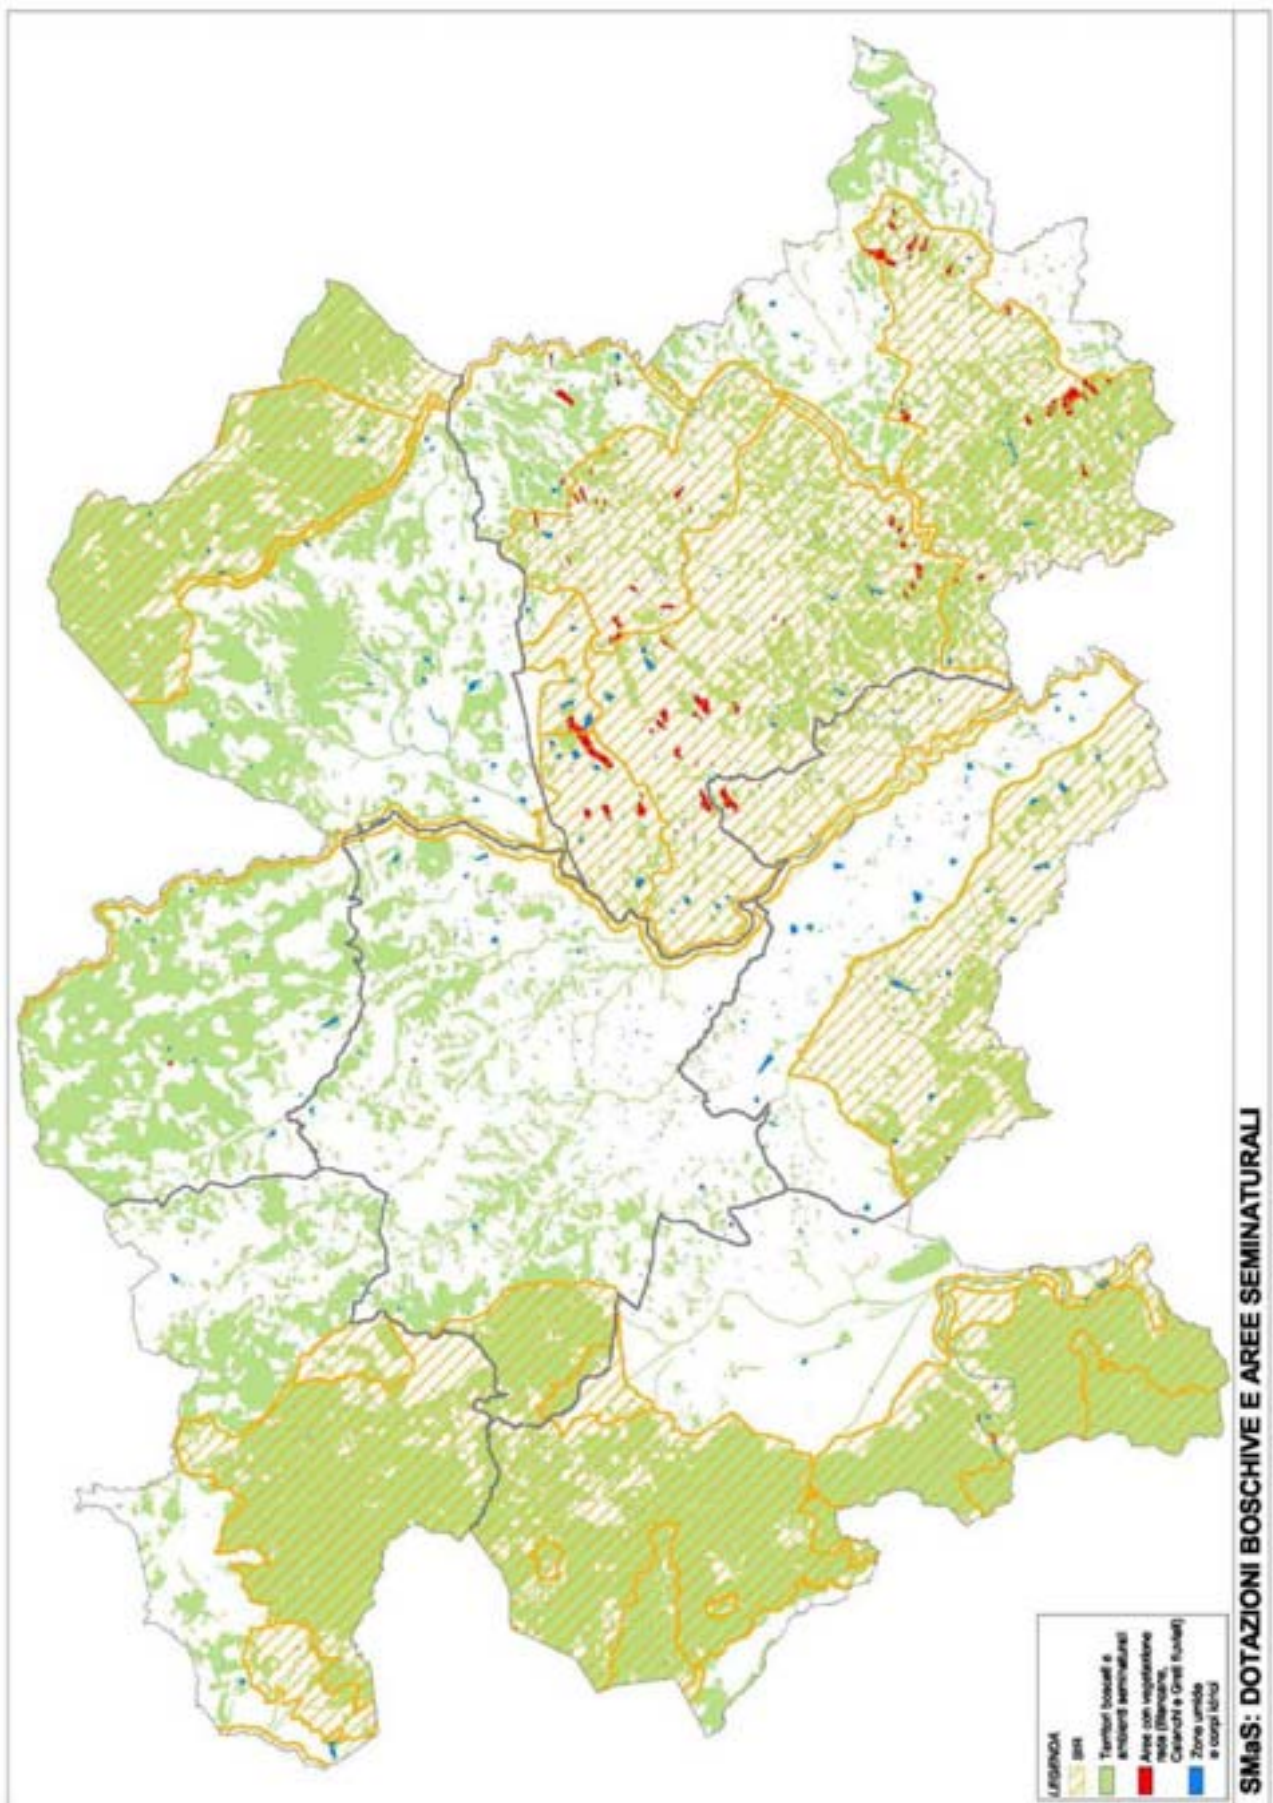 SMaS: DOTAZIONI BOSCHIVE E AREE SEMINATURALI
LEGENDA
SIR
Territori boscati e
ambienti seminaturali
Aree con vegetazione
rada (Biancane,
Calanchi e Greti fluviali)
Zone umide
e corpi idrici